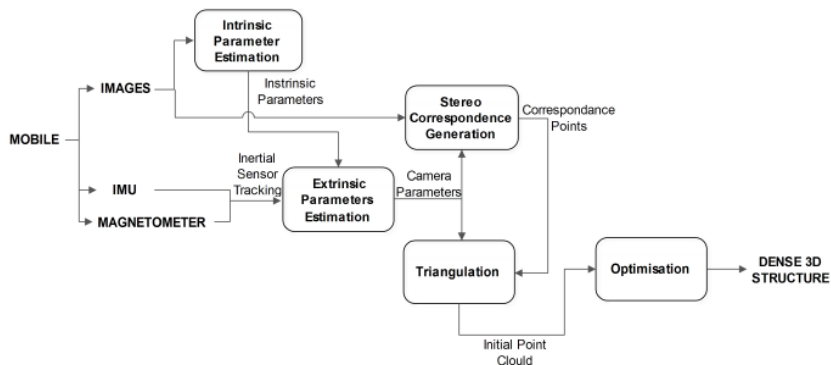 Intrinsic
Parameter
Estimation
IMAGES
Instrinsic
Parameters
Stereo
Correspondence
Generation
Correspondance
Points
MOBILE
Inertial
Sensor
Tracking
IMU
MAGNETOMETER
Extrinsic
Parameters
Estimation
Camera
Parameters
Triangulation
Optimisation
DENSE 3D
STRUCTURE
Initial Point
Clould